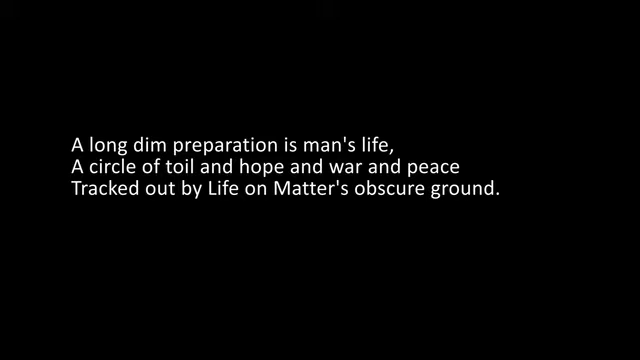 A long dim preparation is man's life,
A circle of toil and hope and war and peace
Tracked out by Life on Matter's obscure ground.